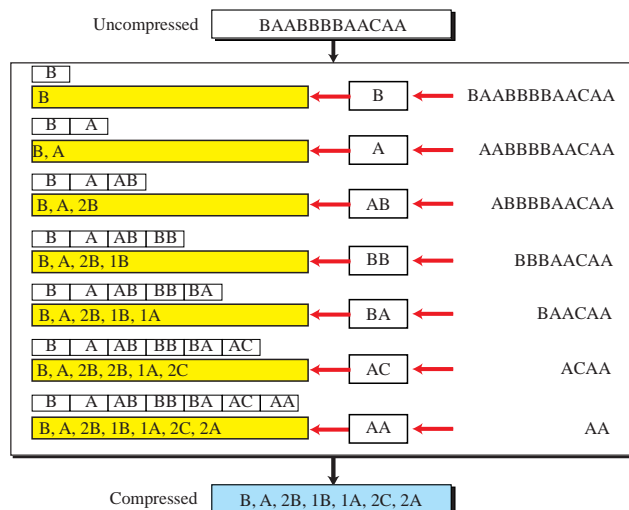 Uncompressed BAABBBBAACAA
B
B B BAABBBBAACAA
B A
B, A A AABBBBAACAA
B A AB
B, A, 2B AB ABBBBAACAA
B A AB BB
B, A, 2B, 1B BB BBBAACAA
B A AB BB BA
B, A, 2B, 1B, 1A BA BAACAA
B A AB BB BA AC
B, A, 2B, 2B, 1A, 2C AC ACAA
B A AB BB BA AC AA
B, A, 2B, 1B, 1A, 2C, 2A AA AA
Compressed B, A, 2B, 1B, 1A, 2C, 2A